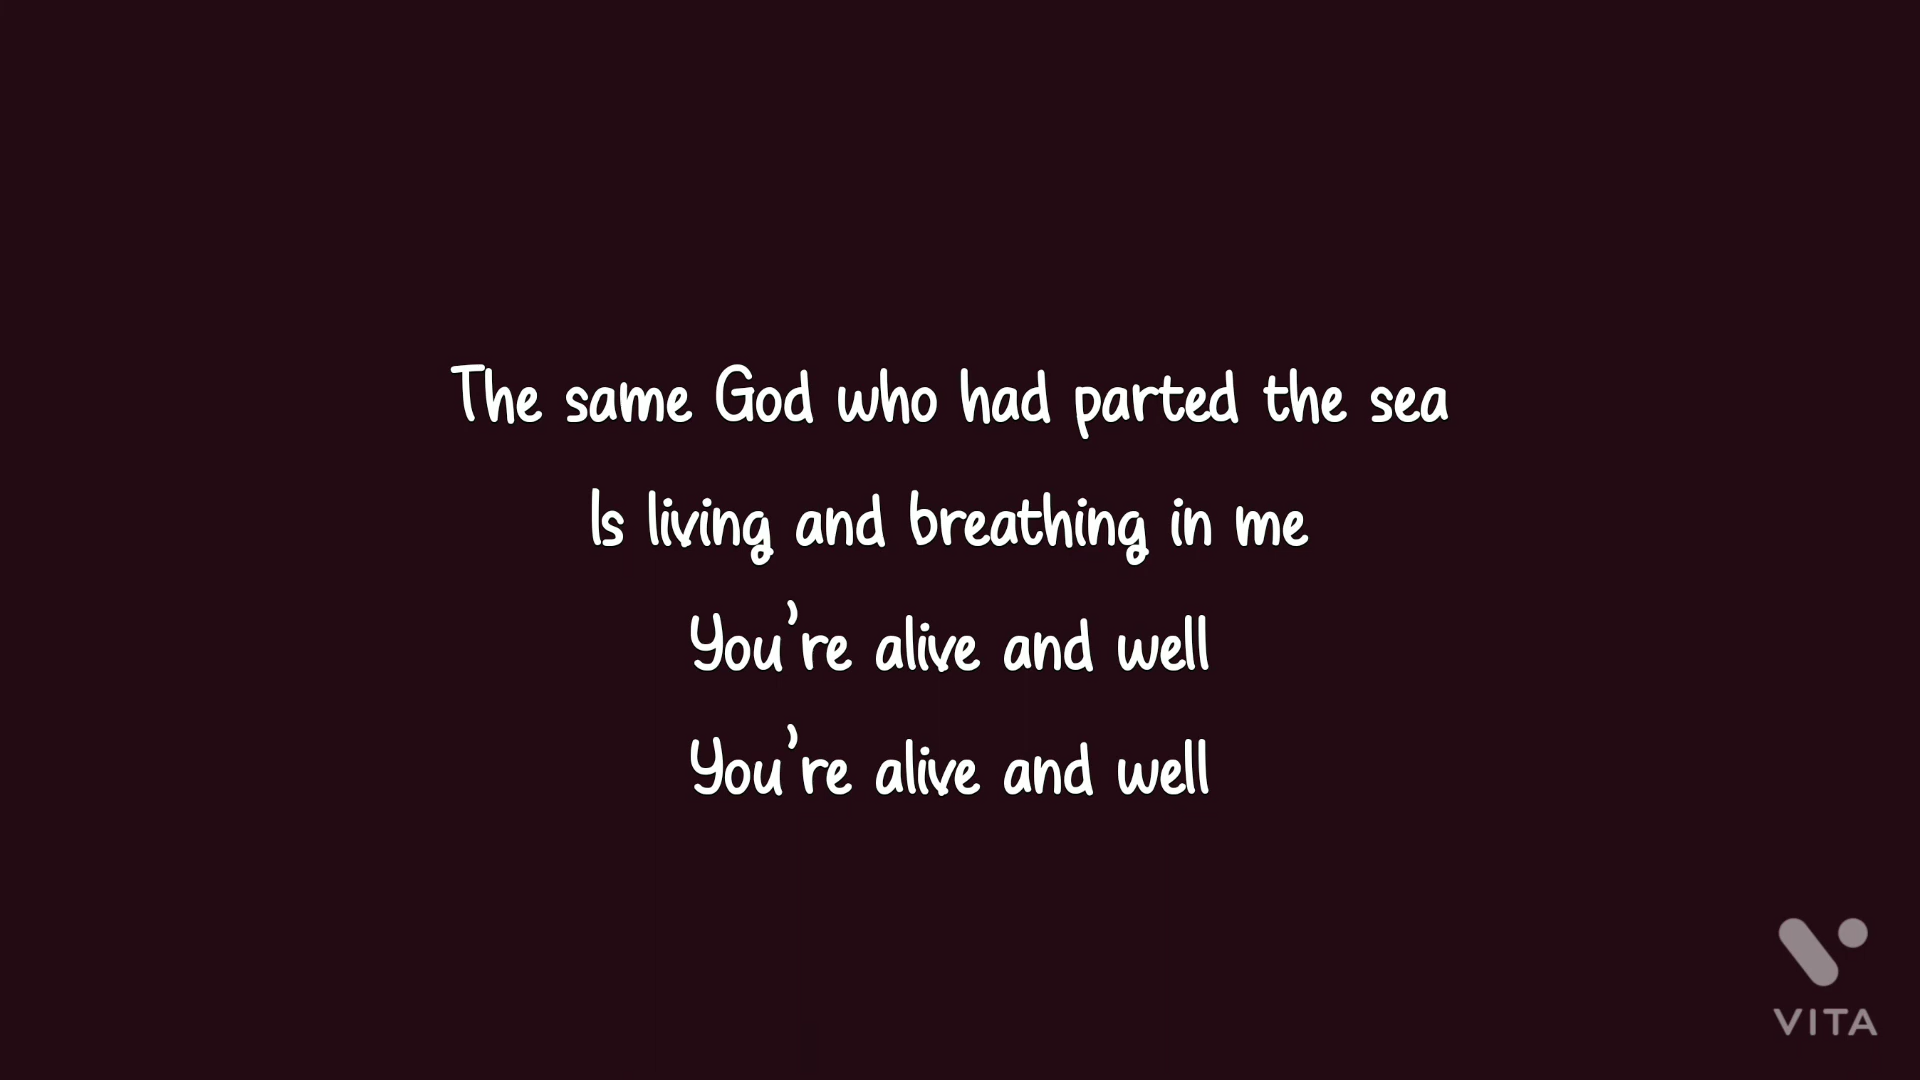 The same God who had parted the sea
Is living and breathing in me
You're alive and well
You're alive and well
VITA